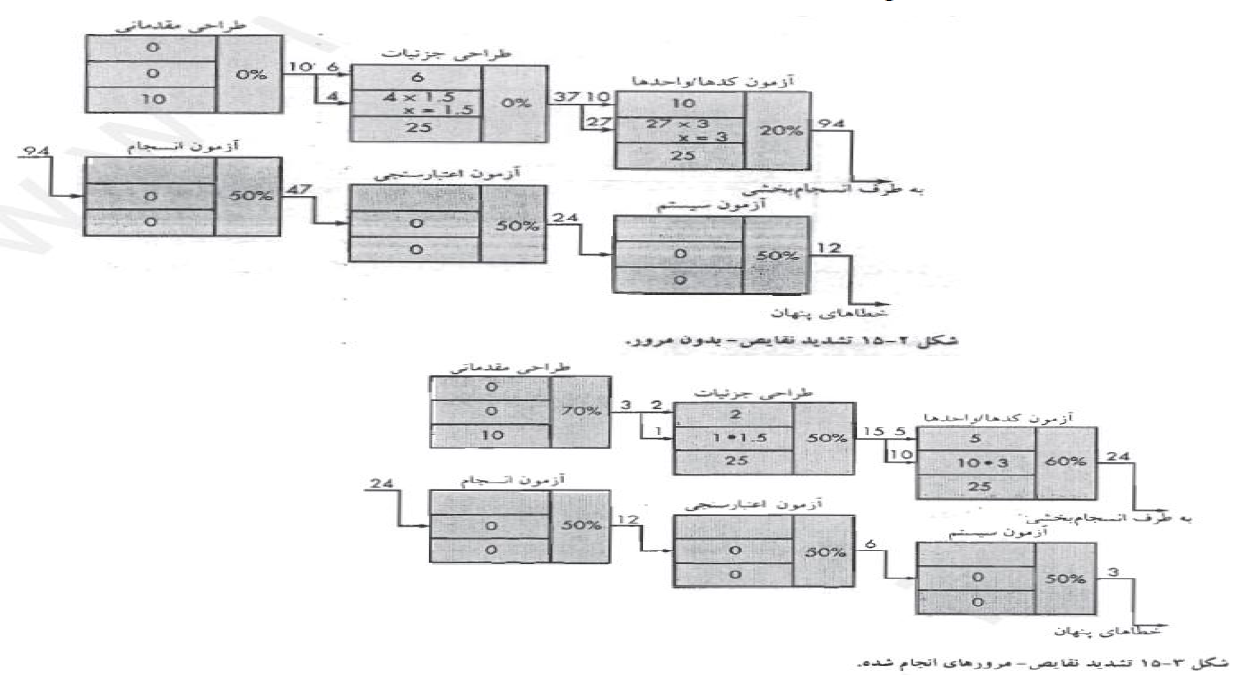 طراحی مقدماتی
0
0
10
0%
10 6
4
طراحی جزئیات
6
4 × 1.5
x = 1.5
25
0%
37 10
27
آزمون کدها/واحدها
10
27 × 3
x = 3
25
20%
94
به طرف انسجام‌بخشی
94
آزمون انسجام
0
0
50%
47
آزمون اعتبارسنجی
0
0
50%
24
آزمون سیستم
0
0
50%
12
خطاهای پنهان
شکل ۲-۱۵ تشدید نقایص - بدون مرور.
طراحی مقدماتی
0
0
10
70%
3 2
1
طراحی جزئیات
2
1 • 1.5
25
50%
15 5
10
آزمون کدها/واحدها
5
10 • 3
25
60%
24
به طرف انسجام‌بخشی
24
آزمون انسجام
0
0
50%
12
آزمون اعتبارسنجی
0
0
50%
6
آزمون سیستم
0
0
50%
3
خطاهای پنهان
شکل ۳-۱۵ تشدید نقایص - مرورهای انجام شده.